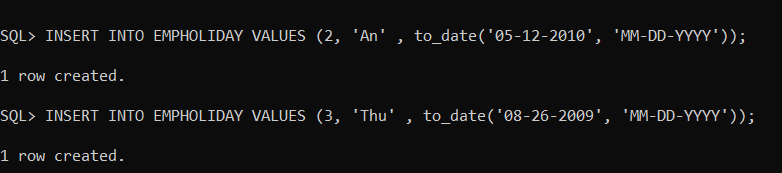 SQL> INSERT INTO EMPHOLIDAY VALUES (2, 'An' , to_date('05-12-2010', 'MM-DD-YYYY'));
1 row created.
SQL> INSERT INTO EMPHOLIDAY VALUES (3, 'Thu' , to_date('08-26-2009', 'MM-DD-YYYY'));
1 row created.